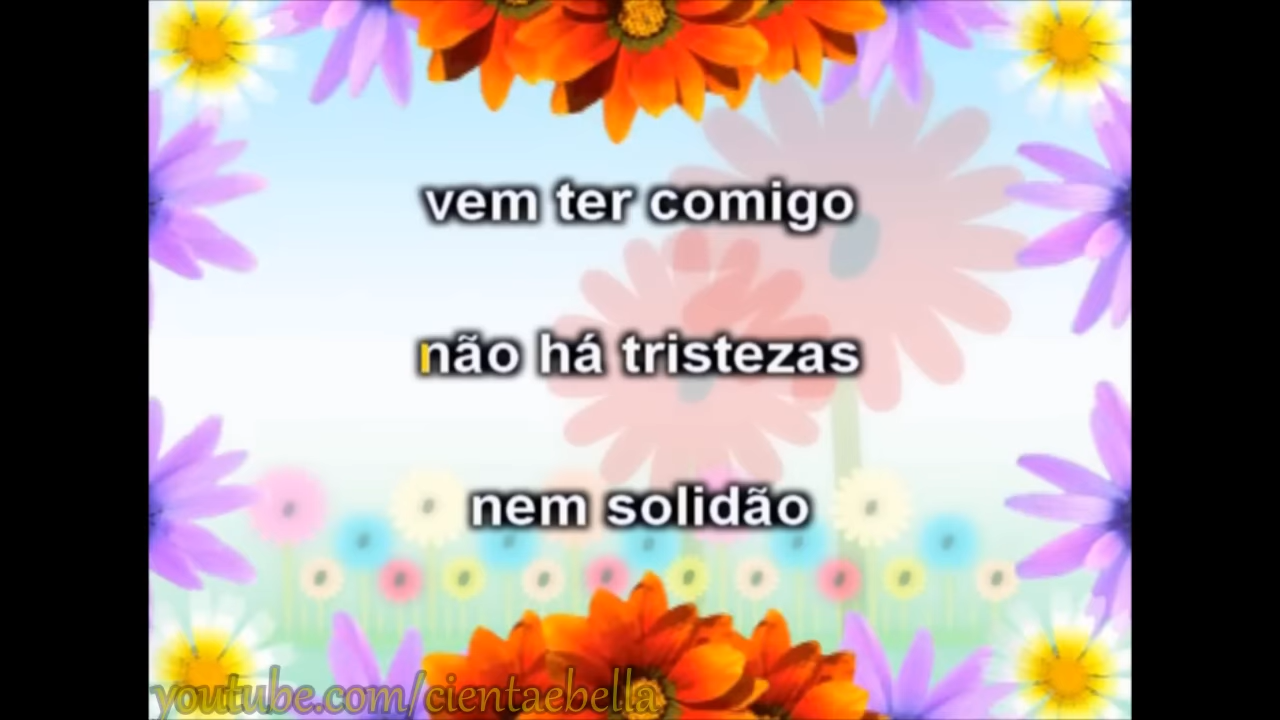 vem ter comigo
não há tristezas
nem solidão
youtube.com/cientaebella